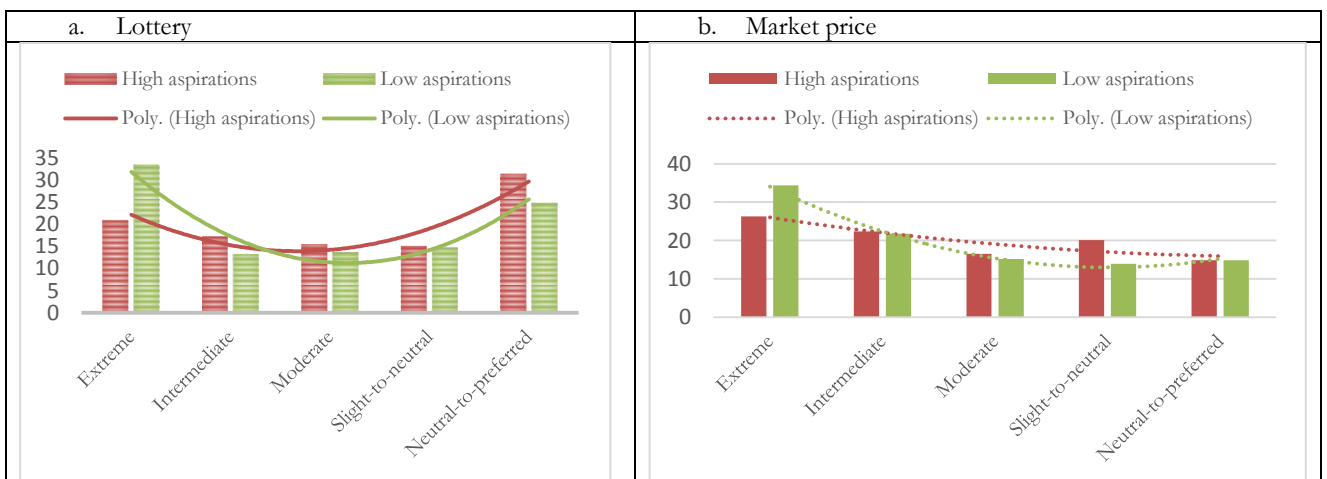 a. Lottery
High aspirations
Low aspirations
Poly. (High aspirations)
Poly. (Low aspirations)
35
30
25
20
15
10
5
0
Extreme
Intermediate
Moderate
Slight-to-neutral
Neutral-to-preferred
b. Market price
High aspirations
Low aspirations
Poly. (High aspirations)
Poly. (Low aspirations)
40
30
20
10
0
Extreme
Intermediate
Moderate
Slight-to-neutral
Neutral-to-preferred